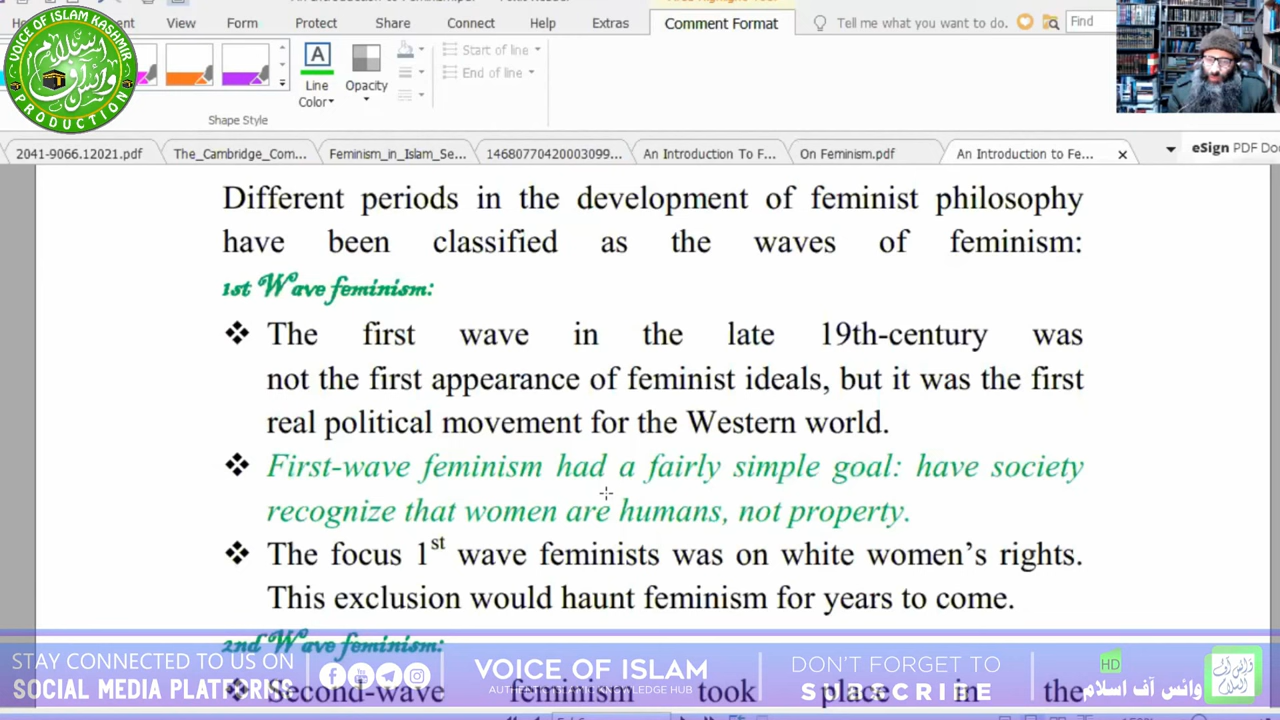 View Form Protect Share Connect Help Extras Comment Format Tell me what you want to do. Find
Start of line
End of line
Line
Color
Opacity
Shape Style
VOICE OF ISLAM KASHMIR
وائس آف اسلام
PRODUCTION
2041-9066.12021.pdf The_Cambridge_Com... Feminism_in_Islam_Se... 14680770420003099... An Introduction To F... On Feminism.pdf An Introduction to Fe... eSign PDF Do
Different periods in the development of feminist philosophy
have been classified as the waves of feminism:
1st Wave feminism:
❖ The first wave in the late 19th-century was
not the first appearance of feminist ideals, but it was the first
real political movement for the Western world.
❖ First-wave feminism had a fairly simple goal: have society
recognize that women are humans, not property.
❖ The focus 1st wave feminists was on white women's rights.
This exclusion would haunt feminism for years to come.
2nd Wave feminism:
❖ Second-wave feminism took place in the
STAY CONNECTED TO US ON
SOCIAL MEDIA PLATFORMS
VOICE OF ISLAM
AUTHENTIC ISLAMIC KNOWLEDGE HUB
DON'T FORGET TO
SUBSCRIBE
HD
وائس آف اسلام